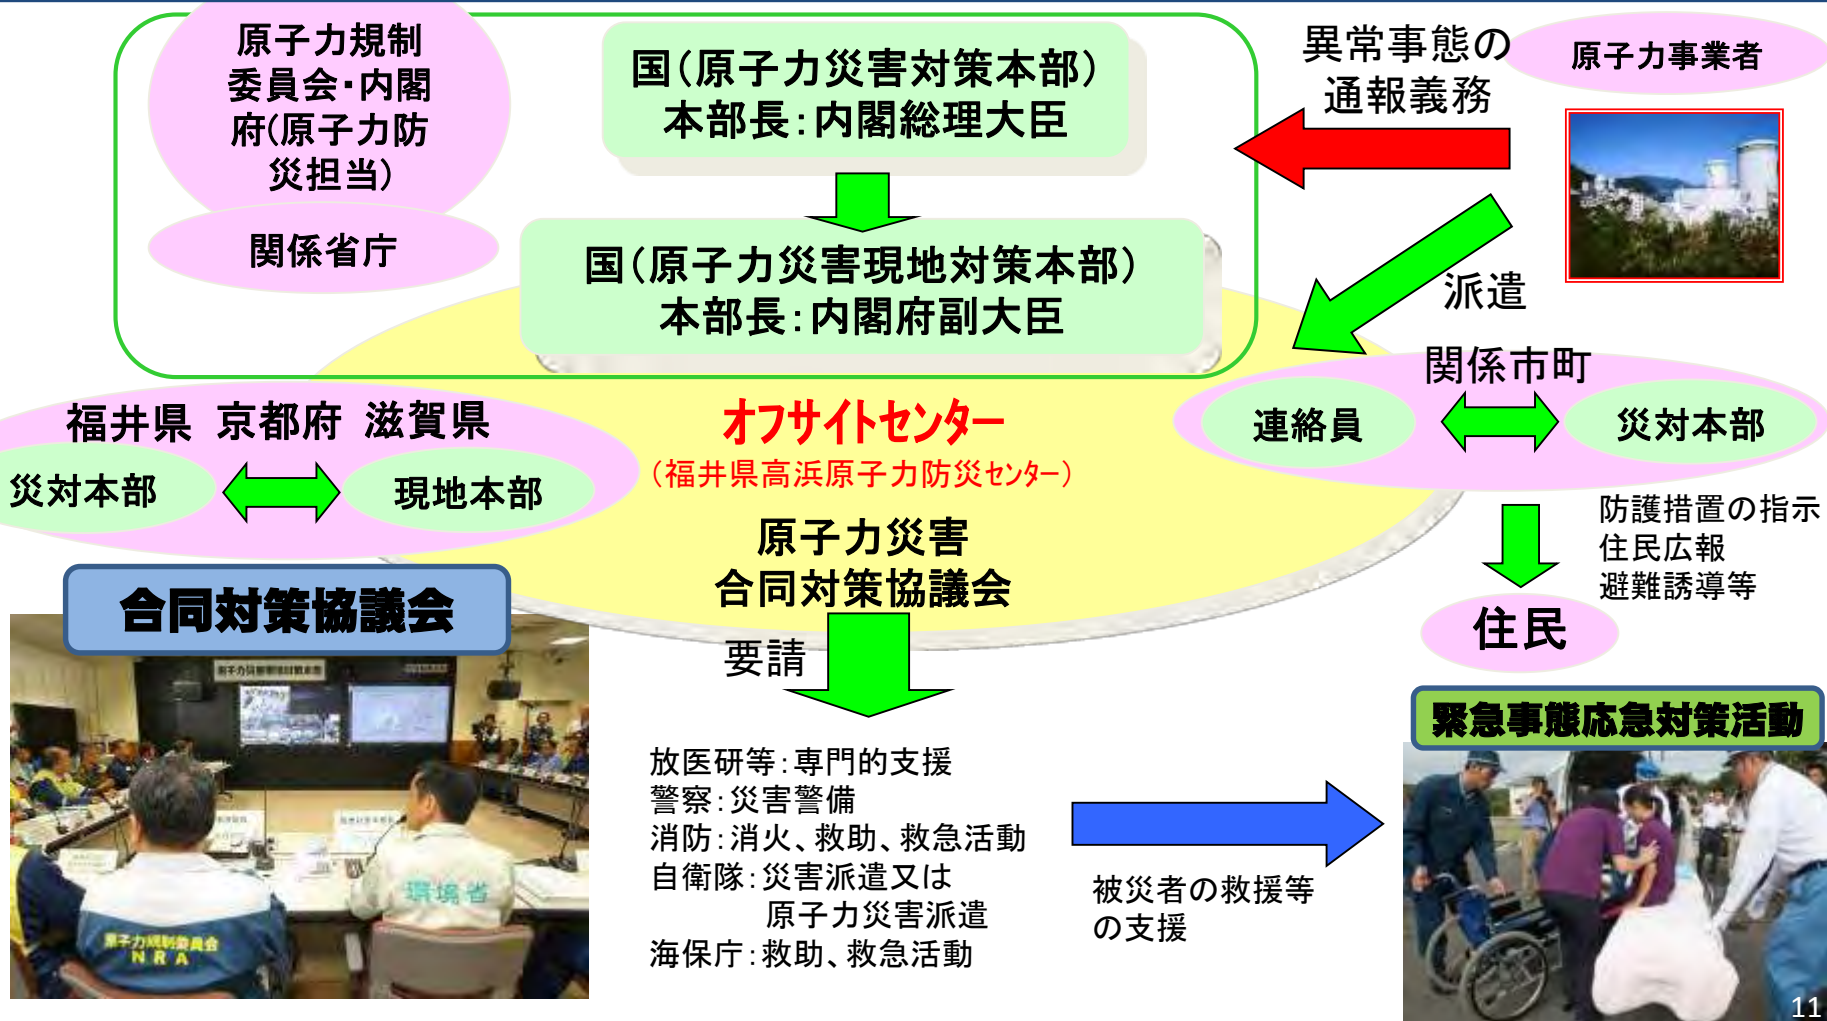 原子力規制
委員会・内閣
府(原子力防
災担当)
関係省庁
国(原子力災害対策本部)
本部長:内閣総理大臣
国(原子力災害現地対策本部)
本部長:内閣府副大臣
異常事態の
通報義務
原子力事業者
派遣
関係市町
連絡員
災対本部
福井県 京都府 滋賀県
災対本部
現地本部
オフサイトセンター
(福井県高浜原子力防災センター)
原子力災害
合同対策協議会
防護措置の指示
住民広報
避難誘導等
住民
合同対策協議会
要請
原子力災害現地対策本部
環境省
原子力規制委員会
NRA
放医研等:専門的支援
警察:災害警備
消防:消火、救助、救急活動
自衛隊:災害派遣又は
原子力災害派遣
海保庁:救助、救急活動
被災者の救援等
の支援
緊急事態応急対策活動
11